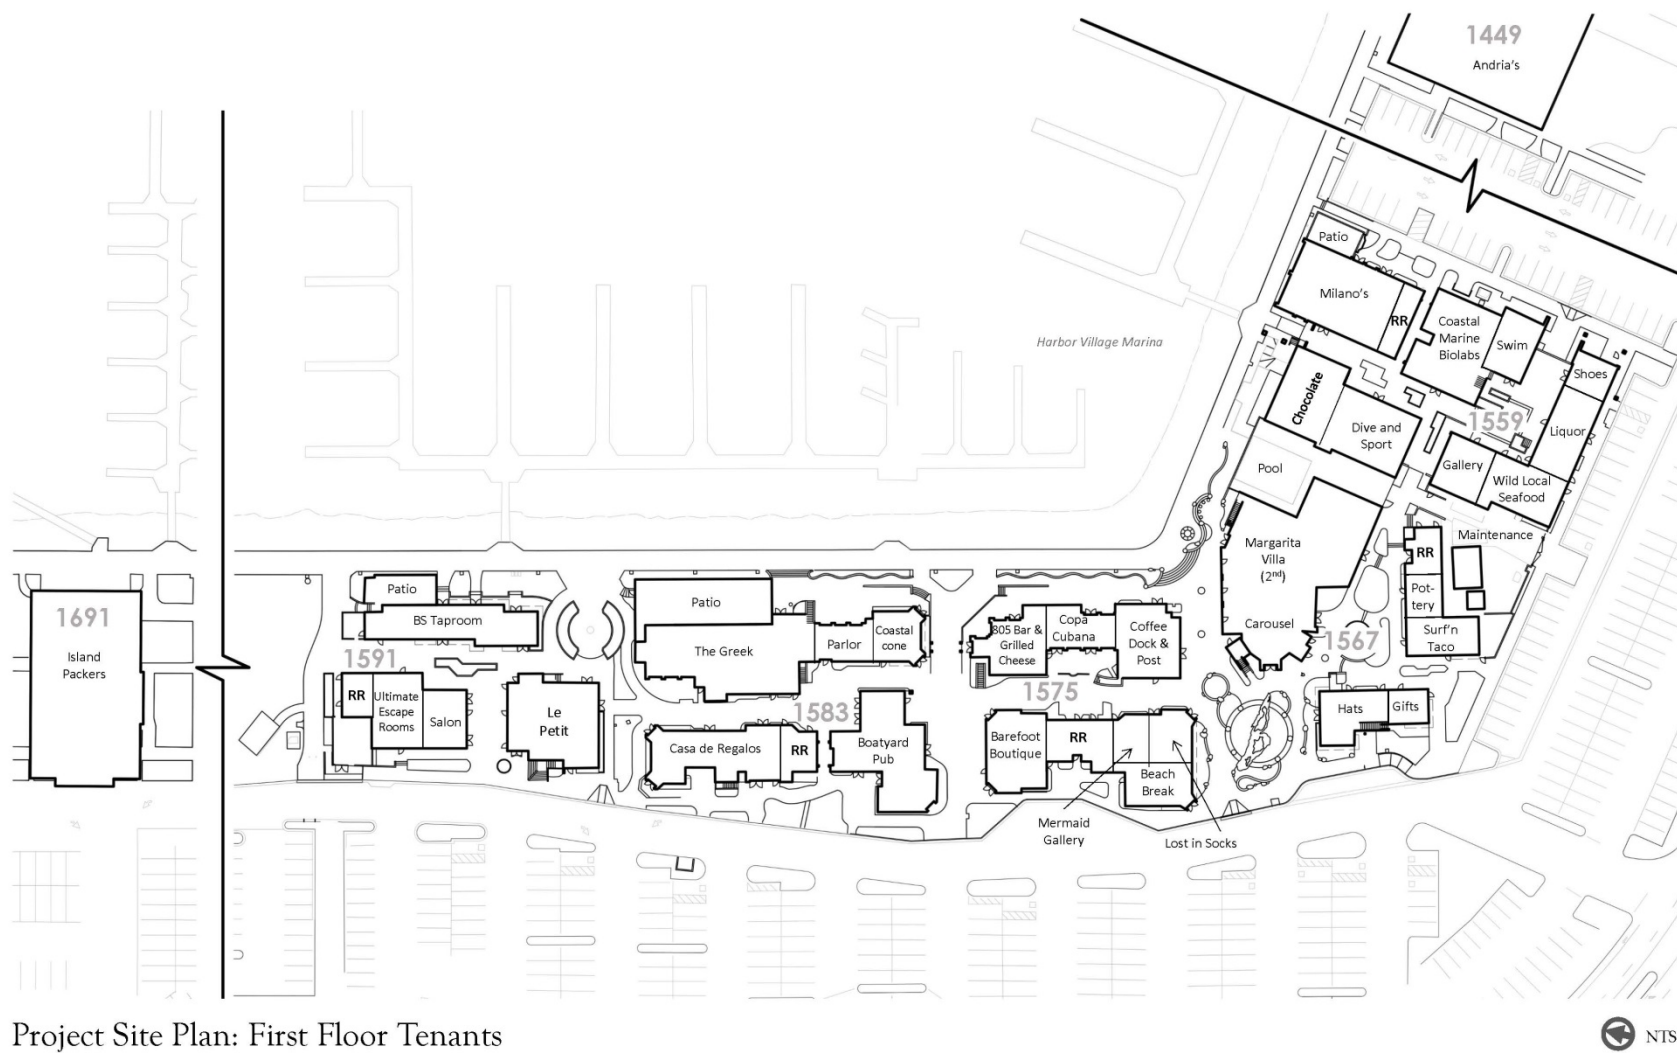 1449
Andria's
Patio
Milano's
RR
Harbor Village Marina
Coastal
Marine
Biolabs
Swim
Shoes
Chocolate
Dive and
Sport
1559
Liquor
Gallery
Wild Local
Seafood
Pool
Maintenance
Margarita
Villa
(2nd)
RR
Pot-
tery
Carousel
1567
Surf'n
Taco
Hats
Gifts
1691
Island
Packers
Patio
BS Taproom
1591
RR
Ultimate
Escape
Rooms
Salon
Le
Petit
Patio
The Greek
Parlor
Coastal
cone
1583
Casa de Regalos
RR
Boatyard
Pub
805 Bar &
Grilled
Cheese
Copa
Cubana
Coffee
Dock &
Post
1575
Barefoot
Boutique
RR
Beach
Break
Mermaid
Gallery
Lost in Socks
Project Site Plan: First Floor Tenants
NTS